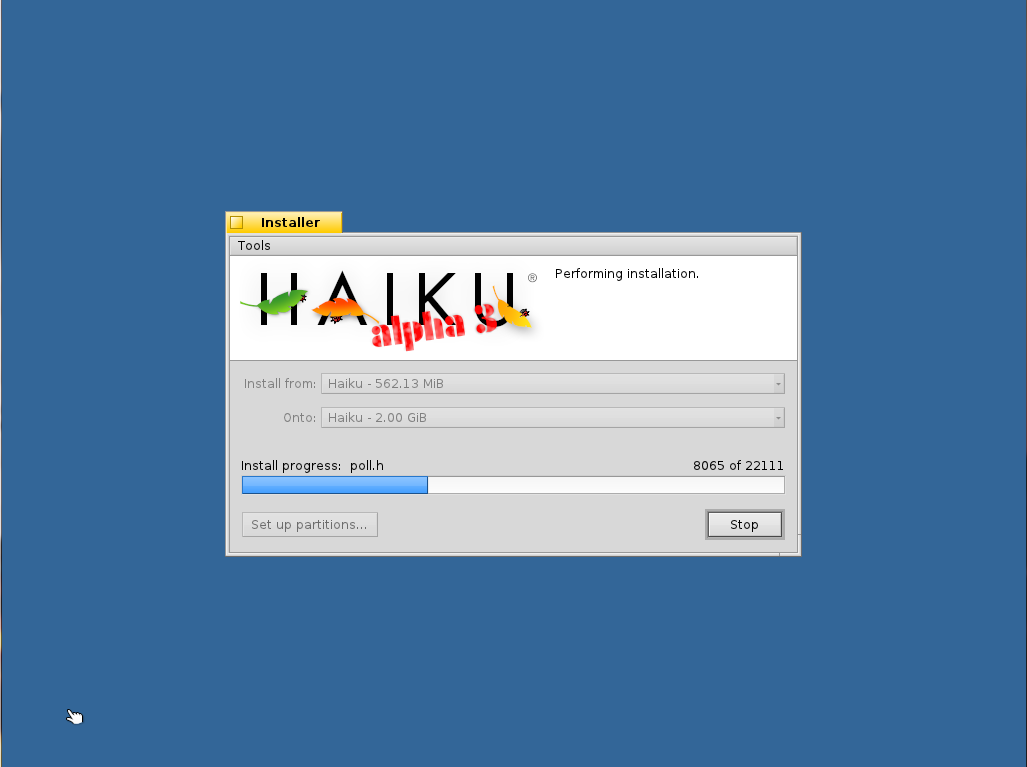 Installer
Tools
HAIKU®
alpha 3
Performing installation.
Install from: Haiku - 562.13 MiB
Onto: Haiku - 2.00 GiB
Install progress: poll.h 8065 of 22111
Set up partitions... Stop